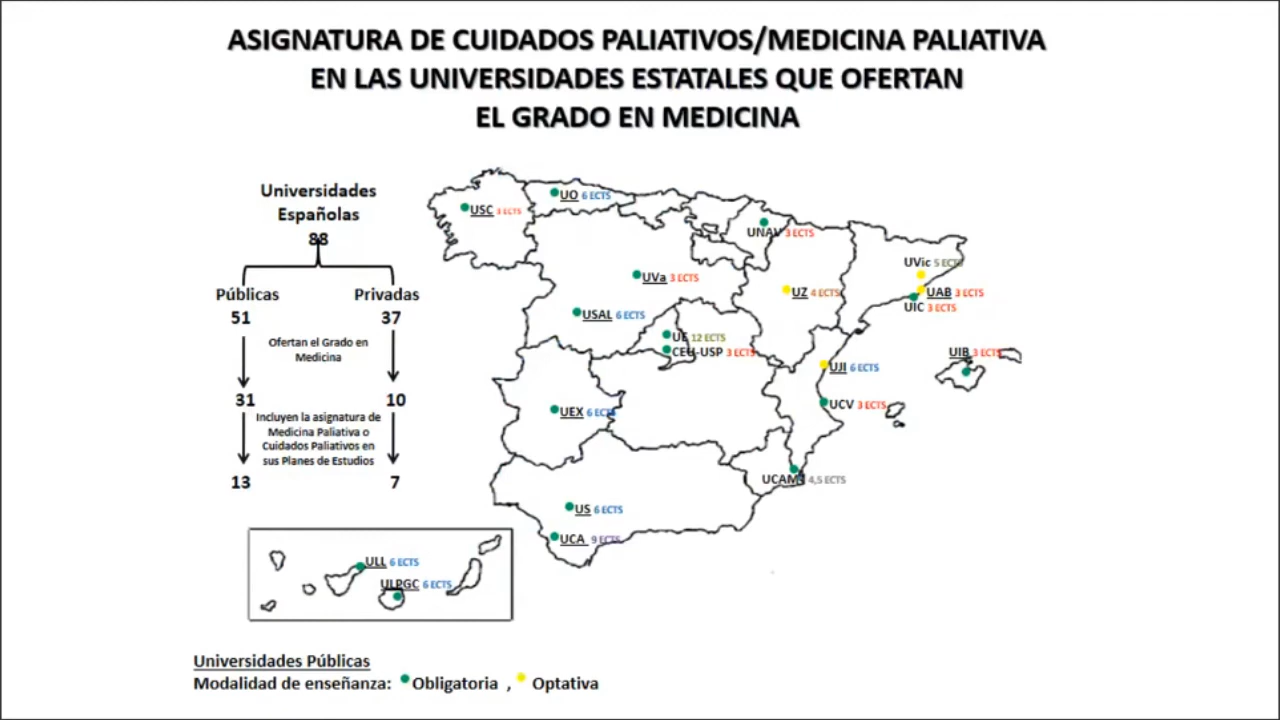 ASIGNATURA DE CUIDADOS PALIATIVOS/MEDICINA PALIATIVA
EN LAS UNIVERSIDADES ESTATALES QUE OFERTAN
EL GRADO EN MEDICINA
Universidades
Españolas
88
Públicas
Privadas
51
37
Ofertan el Grado en
Medicina
31
10
Incluyen la asignatura de
Medicina Paliativa o
Cuidados Paliativos en
sus Planes de Estudios
13
7
UO 6 ECTS
USC 3 ECTS
UNAV 3 ECTS
UVic 5 ECTS
UVa 3 ECTS
UZ 4 ECTS
UAB 3 ECTS
UIC 3 ECTS
USAL 6 ECTS
UE 12 ECTS
CEU-USP 3 ECTS
UIB 3 ECTS
UJI 6 ECTS
UCV 3 ECTS
UEX 6 ECTS
UCAM 4,5 ECTS
US 6 ECTS
UCA 9 ECTS
ULL 6 ECTS
ULPGC 6 ECTS
Universidades Públicas
Modalidad de enseñanza: Obligatoria , Optativa